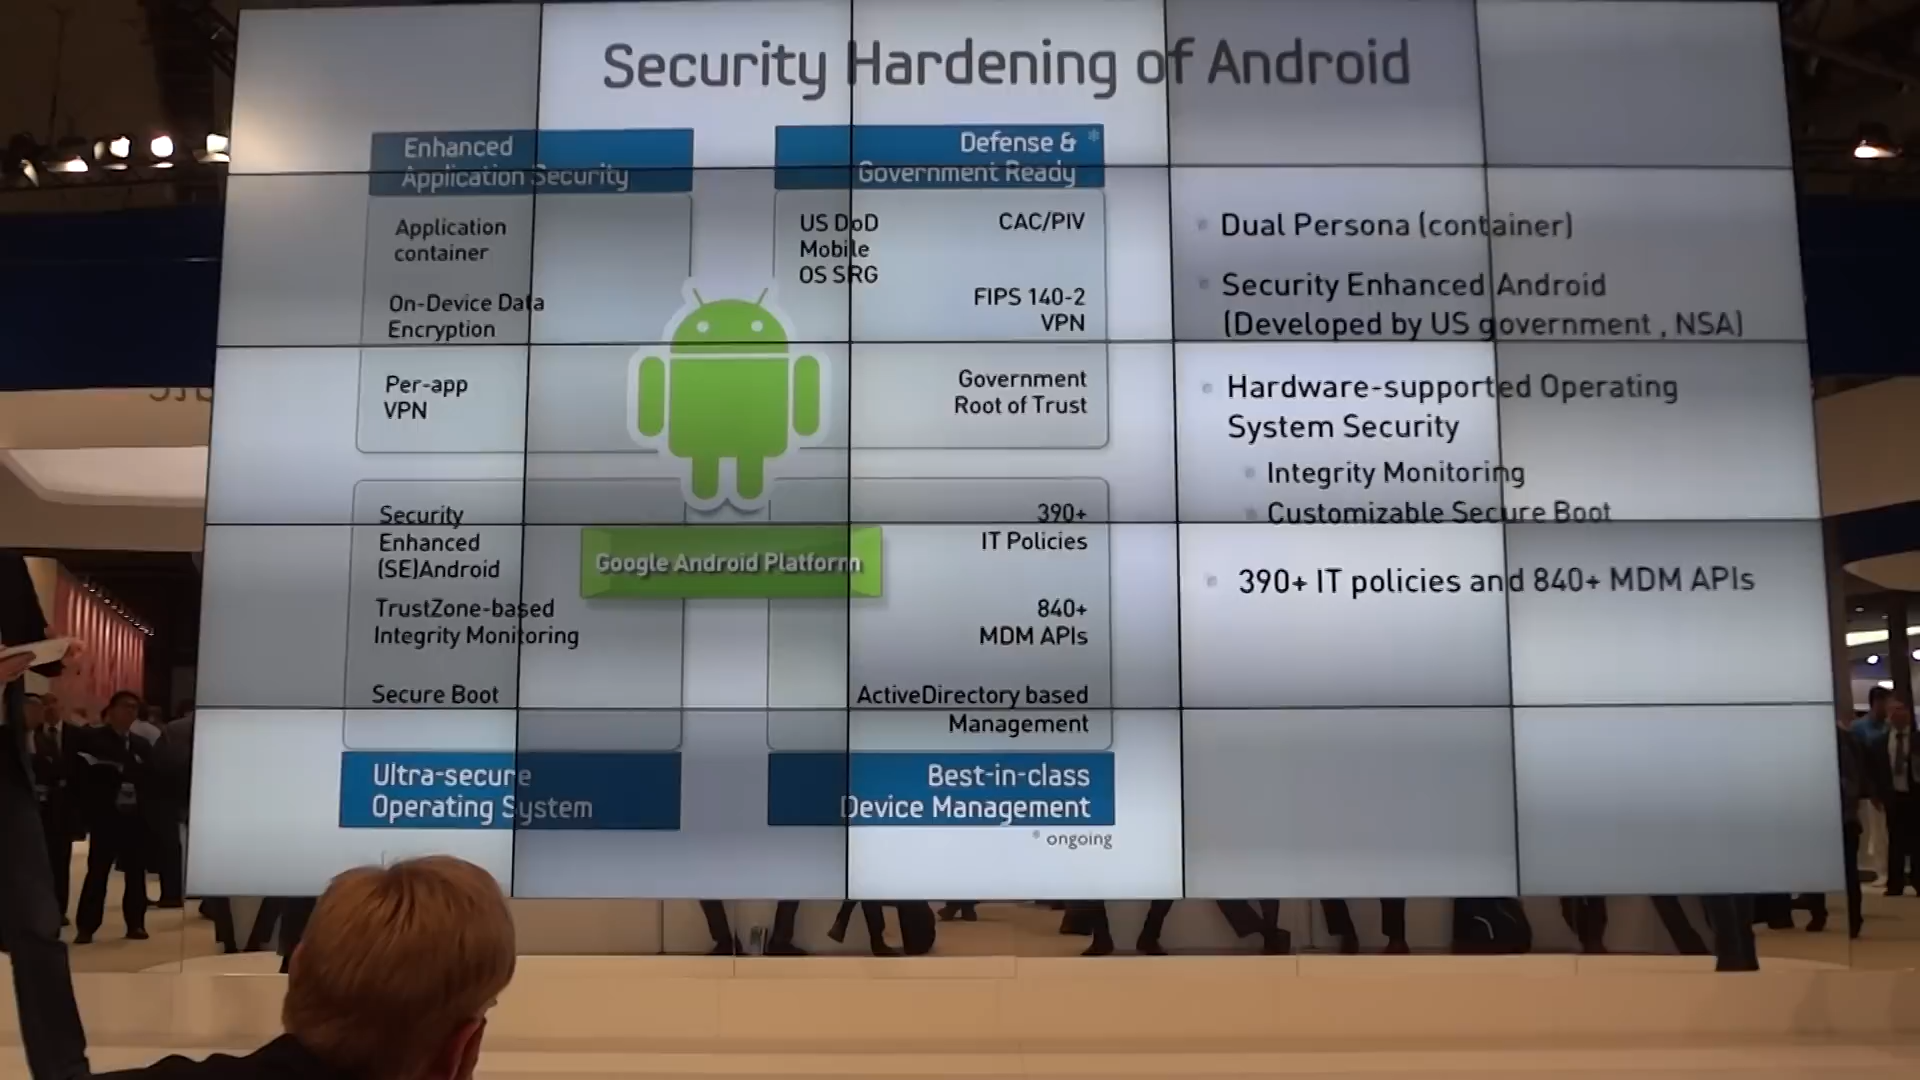 Security Hardening of Android
Enhanced
Application Security
Application
container
On-Device Data
Encryption
Per-app
VPN
Defense & *
Government Ready
US DoD
Mobile
OS SRG
CAC/PIV
FIPS 140-2
VPN
Government
Root of Trust
Google Android Platform
Security
Enhanced
(SE)Android
TrustZone-based
Integrity Monitoring
Secure Boot
Ultra-secure
Operating System
390+
IT Policies
840+
MDM APIs
ActiveDirectory based
Management
Best-in-class
Device Management
* ongoing
Dual Persona (container)
Security Enhanced Android
(Developed by US government , NSA)
Hardware-supported Operating
System Security
Integrity Monitoring
Customizable Secure Boot
390+ IT policies and 840+ MDM APIs